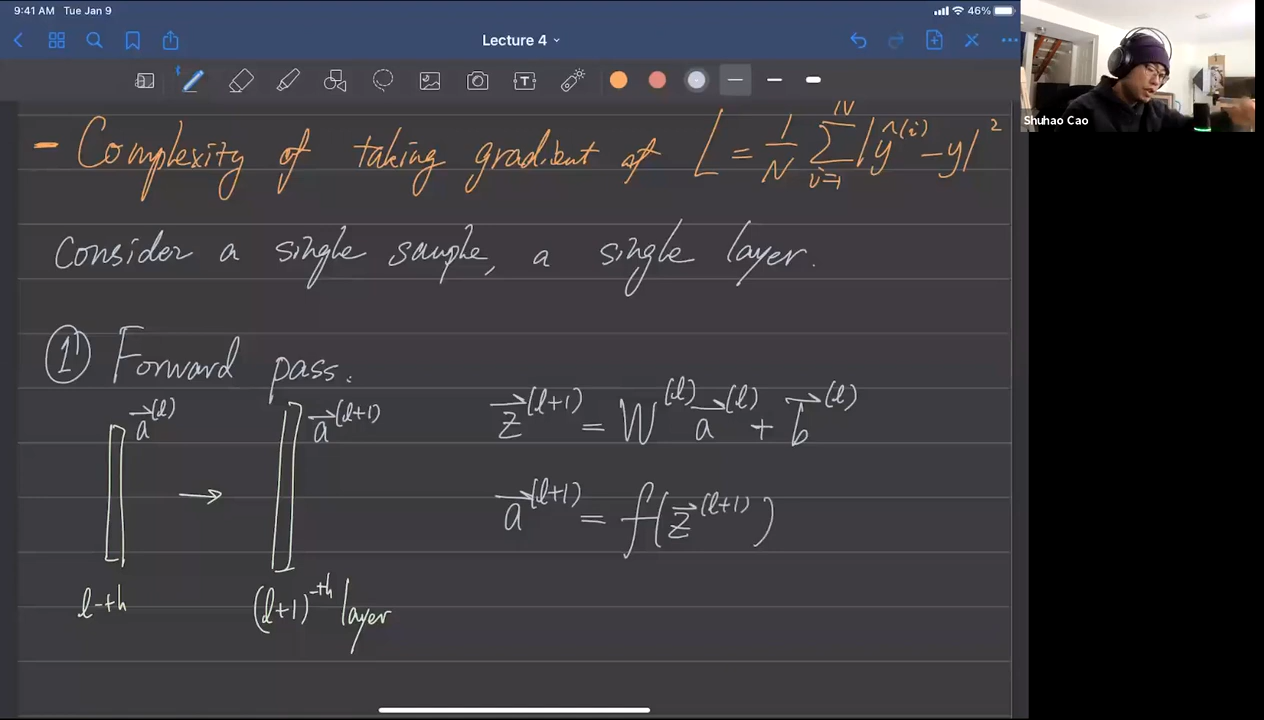 9:41 AM Tue Jan 9 46%
Lecture 4
Shuhao Cao
- Complexity of taking gradient of L = 1/N ∑_{i=1}^{N} |ŷ^{(i)} - y|^2
Consider a single sample, a single layer.
① Forward pass.
a⃗^{(l)} → a⃗^{(l+1)}
z⃗^{(l+1)} = W^{(l)} a⃗^{(l)} + b⃗^{(l)}
a⃗^{(l+1)} = f(z⃗^{(l+1)})
l-th (l+1)-th layer